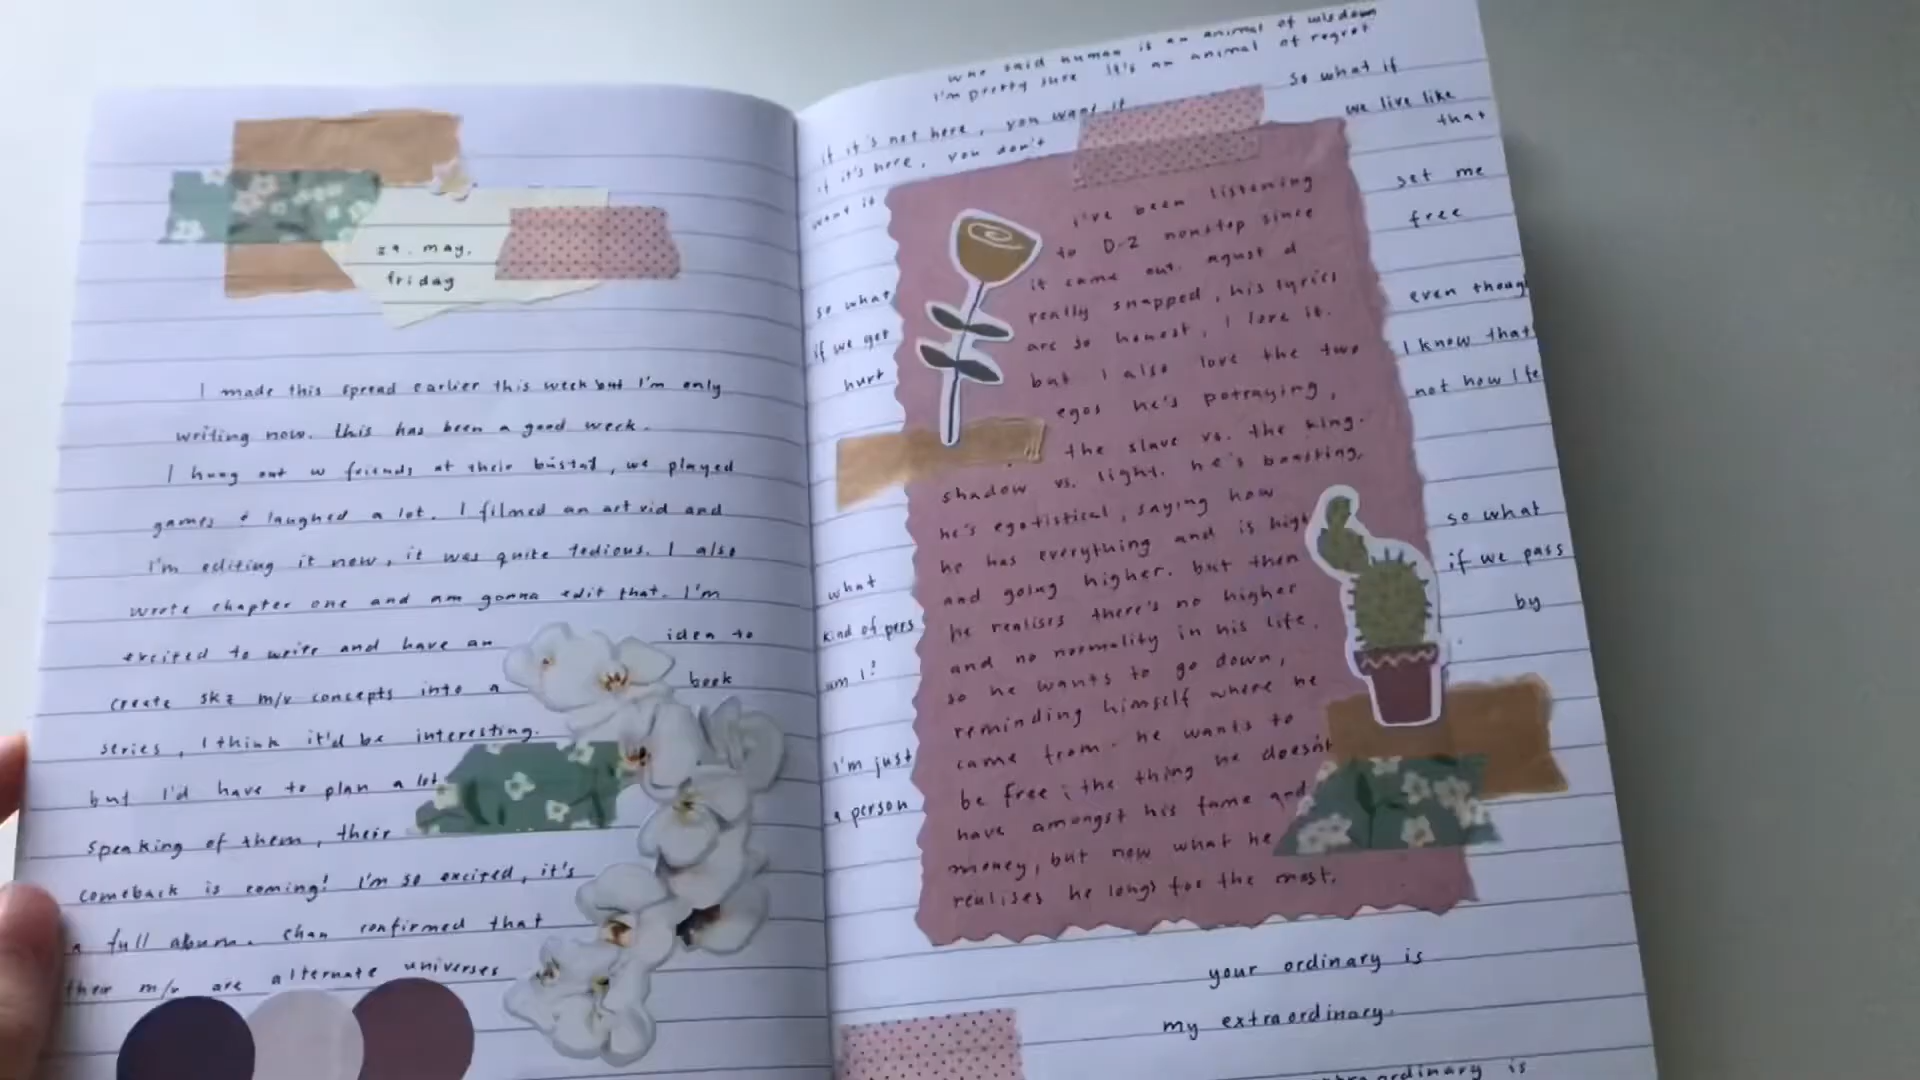 29. may,
friday
I made this spread earlier this week but I'm only
writing now. this has been a good week.
I hung out w friends at their bústað, we played
games & laughed a lot. I filmed an art vid and
I'm editing it now, it was quite tedious. I also
wrote chapter one and am gonna edit that. I'm
excited to write and have an idea to
create skz m/v concepts into a book
series, I think it'd be interesting.
but I'd have to plan a lot
speaking of them, their
comeback is coming! I'm so excited, it's
a full album. chan confirmed that
their m/v are alternate universes
who said human is an animal of wisdom
I'm pretty sure it's an animal of regret
if it's not here, you want it
if it's here, you don't
want it
so what
if we get
hurt
what
kind of pers
am I?
I'm just
a person
i've been listening
to D-2 nonstop since
it came out. agust d
really snapped, his lyrics
are so honest, I love it.
but I also love the two
egos he's potraying,
the slave vs. the king.
shadow vs. light. he's boasting,
he's egotistical, saying how
he has everything and is high
and going higher. but then
he realises there's no higher
and no normality in his life.
so he wants to go down,
reminding himself where he
came from. he wants to
be free; the thing he doesn't
have amongst his fame and
money, but now what he
realises he longs for the most.
so what if
we live like
that
set me
free
even though
I know that
not how I fe
so what
if we pass
by
your ordinary is
my extraordinary.
ordinary is